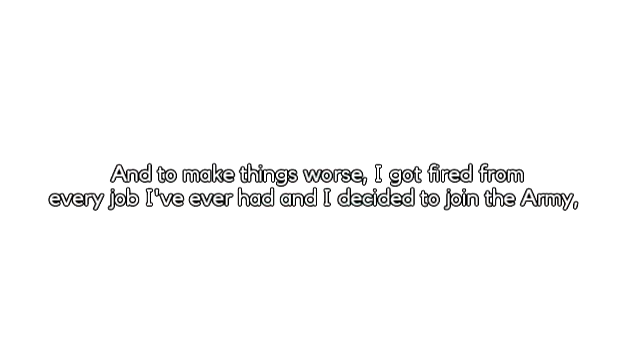 And to make things worse, I got fired from
every job I've ever had and I decided to join the Army,